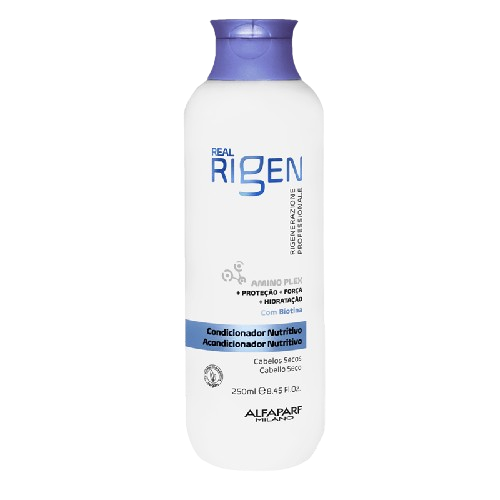 REAL
RIGEN
RIGENERAZIONE
PROFESSIONALE
AMINO PLEX
+ PROTEÇÃO + FORÇA
+ HIDRATAÇÃO
Com Biotina
Condicionador Nutritivo
Acondicionador Nutritivo
Cabelos Secos
Cabello Seco
250ml ℮ 8.45 Fl.Oz.
ALFAPARF
MILANO